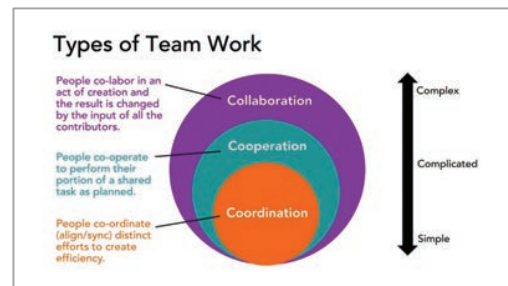 Types of Team Work
People co-labor in an
act of creation and
the result is changed
by the input of all the
contributors.
Collaboration
People co-operate
to perform their
portion of a shared
task as planned.
Cooperation
People co-ordinate
(align/sync) distinct
efforts to create
efficiency.
Coordination
Complex
Complicated
Simple